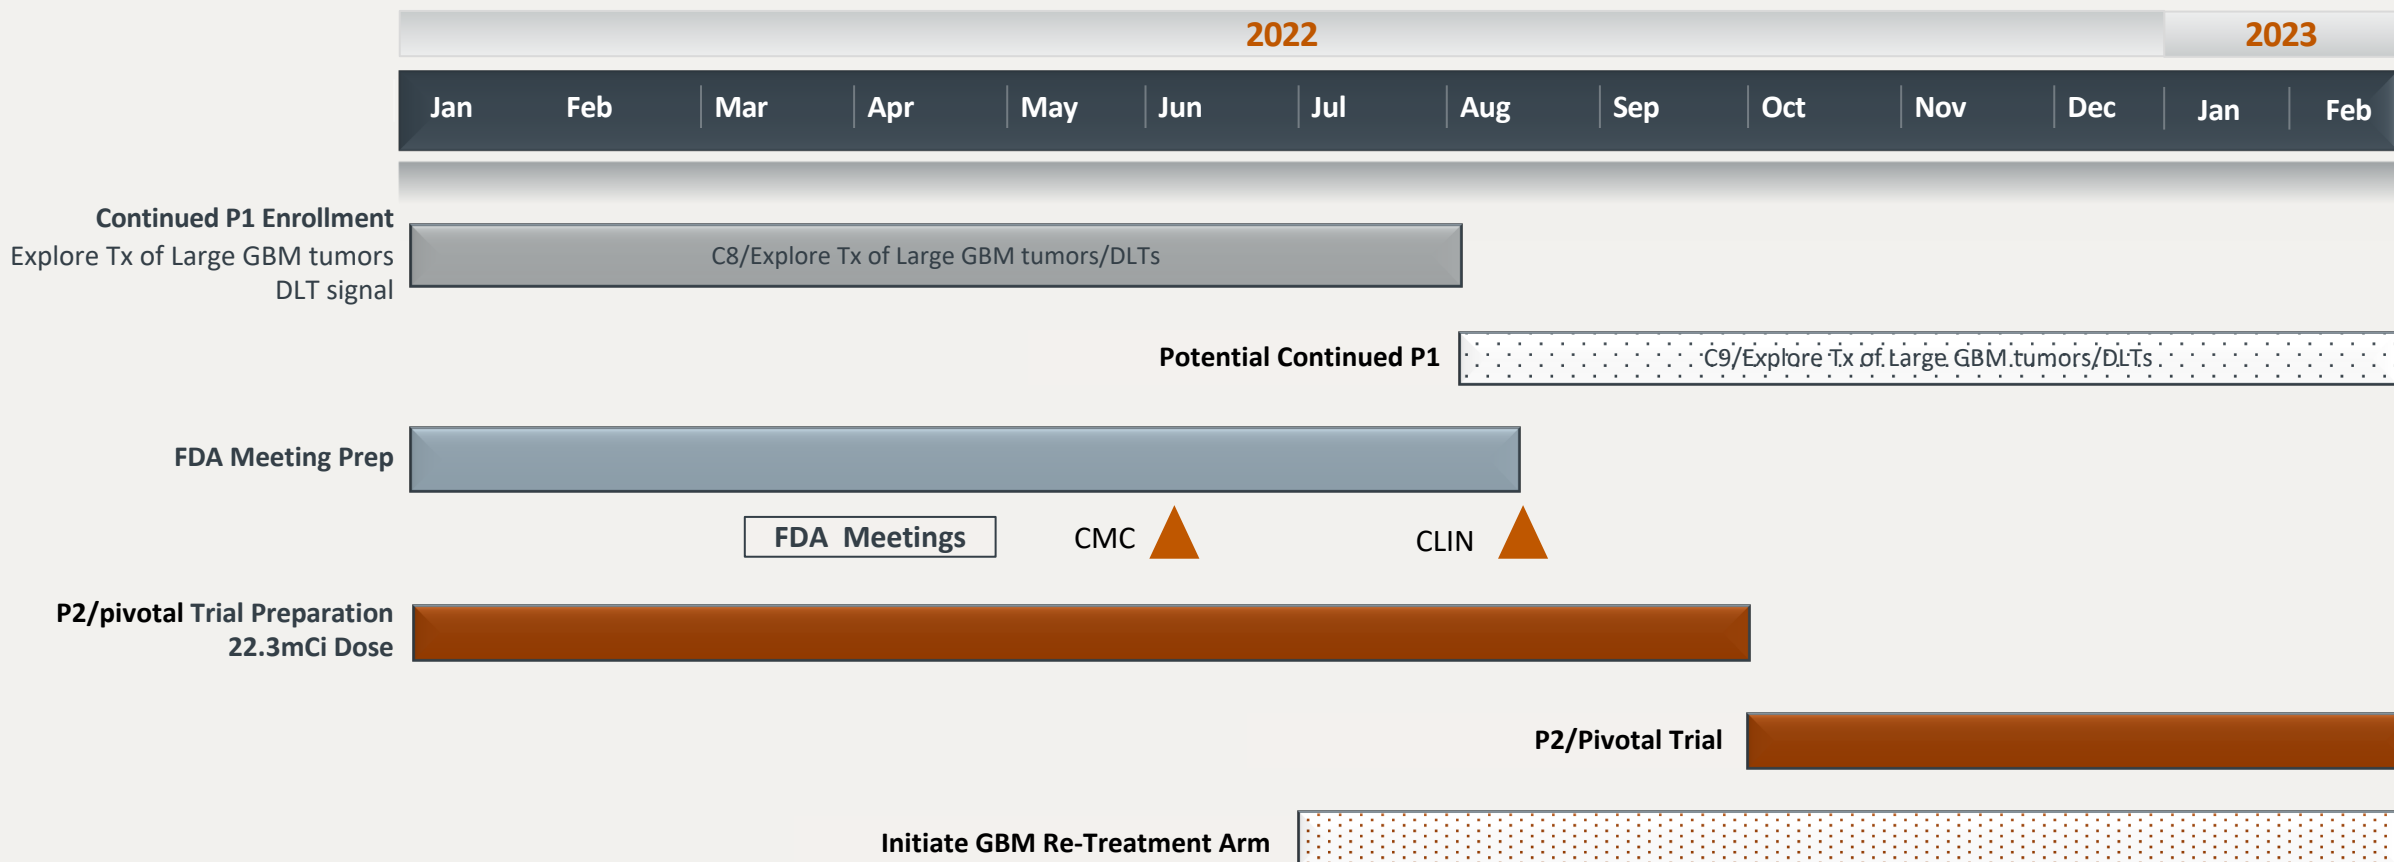 2022
2023
Jan Feb Mar Apr May Jun Jul Aug Sep Oct Nov Dec Jan Feb
Continued P1 Enrollment
Explore Tx of Large GBM tumors
DLT signal
C8/Explore Tx of Large GBM tumors/DLTs
Potential Continued P1
C9/Explore Tx of Large GBM tumors/DLTs
FDA Meeting Prep
FDA Meetings
CMC
CLIN
P2/pivotal Trial Preparation
22.3mCi Dose
P2/Pivotal Trial
Initiate GBM Re-Treatment Arm